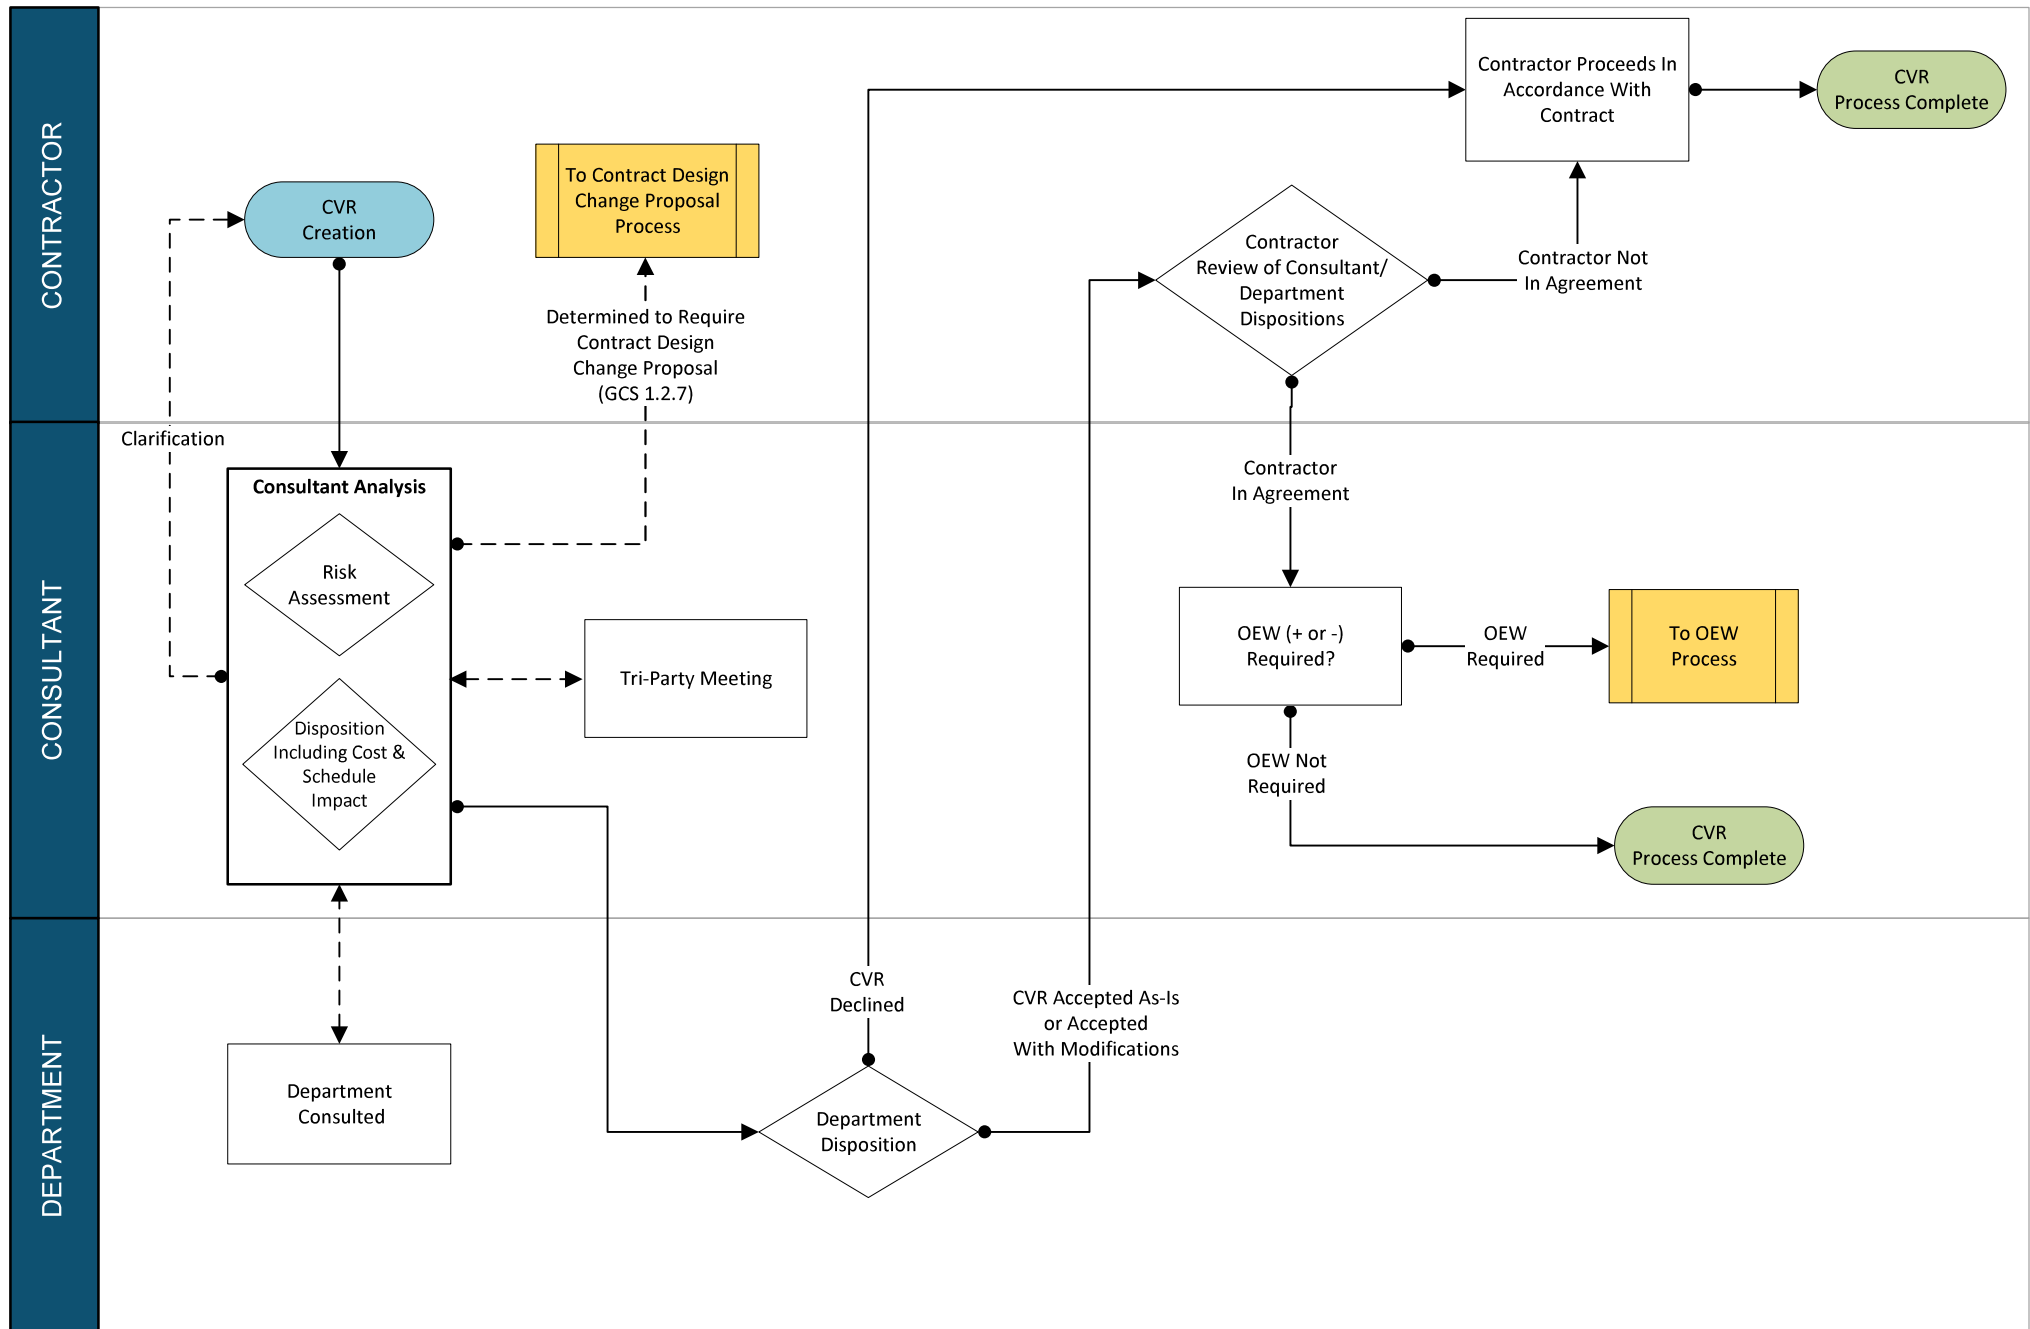 CONTRACTOR
CVR
Creation
To Contract Design
Change Proposal
Process
Determined to Require
Contract Design
Change Proposal
(GCS 1.2.7)
Contractor
Review of Consultant/
Department
Dispositions
Contractor Not
In Agreement
Contractor Proceeds In
Accordance With
Contract
CVR
Process Complete
CONSULTANT
Clarification
Consultant Analysis
Risk
Assessment
Disposition
Including Cost &
Schedule
Impact
Tri-Party Meeting
Contractor
In Agreement
OEW (+ or -)
Required?
OEW
Required
To OEW
Process
OEW Not
Required
CVR
Process Complete
DEPARTMENT
Department
Consulted
CVR
Declined
Department
Disposition
CVR Accepted As-Is
or Accepted
With Modifications